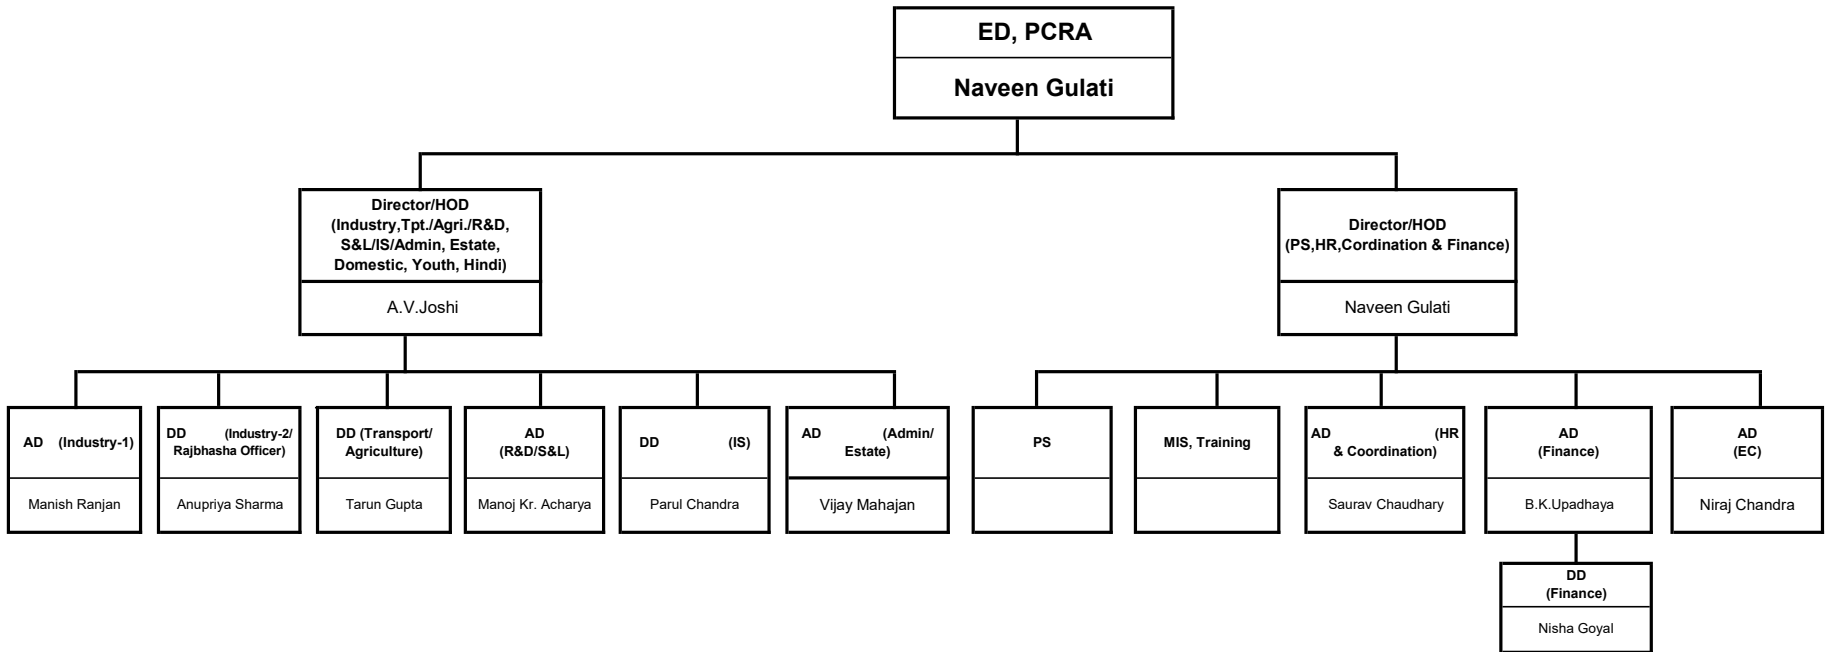 ED, PCRA
Naveen Gulati
Director/HOD
(Industry,Tpt./Agri./R&D,
S&L/IS/Admin, Estate,
Domestic, Youth, Hindi)
A.V.Joshi
Director/HOD
(PS,HR,Cordination & Finance)
Naveen Gulati
AD (Industry-1)
Manish Ranjan
DD (Industry-2/
Rajbhasha Officer)
Anupriya Sharma
DD (Transport/
Agriculture)
Tarun Gupta
AD
(R&D/S&L)
Manoj Kr. Acharya
DD (IS)
Parul Chandra
AD (Admin/
Estate)
Vijay Mahajan
PS
MIS, Training
AD (HR
& Coordination)
Saurav Chaudhary
AD
(Finance)
B.K.Upadhaya
AD
(EC)
Niraj Chandra
DD
(Finance)
Nisha Goyal